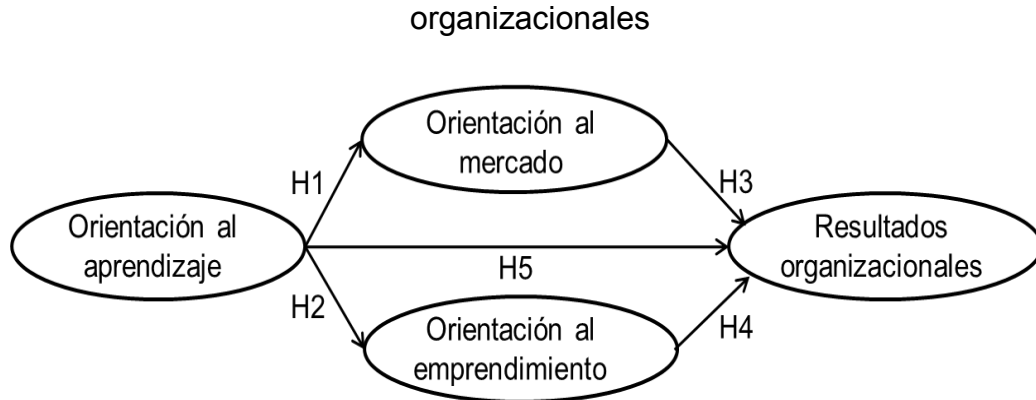 organizacionales
Orientación al
mercado
H1
H3
Orientación al
aprendizaje
Resultados
organizacionales
H5
H2
Orientación al
emprendimiento
H4